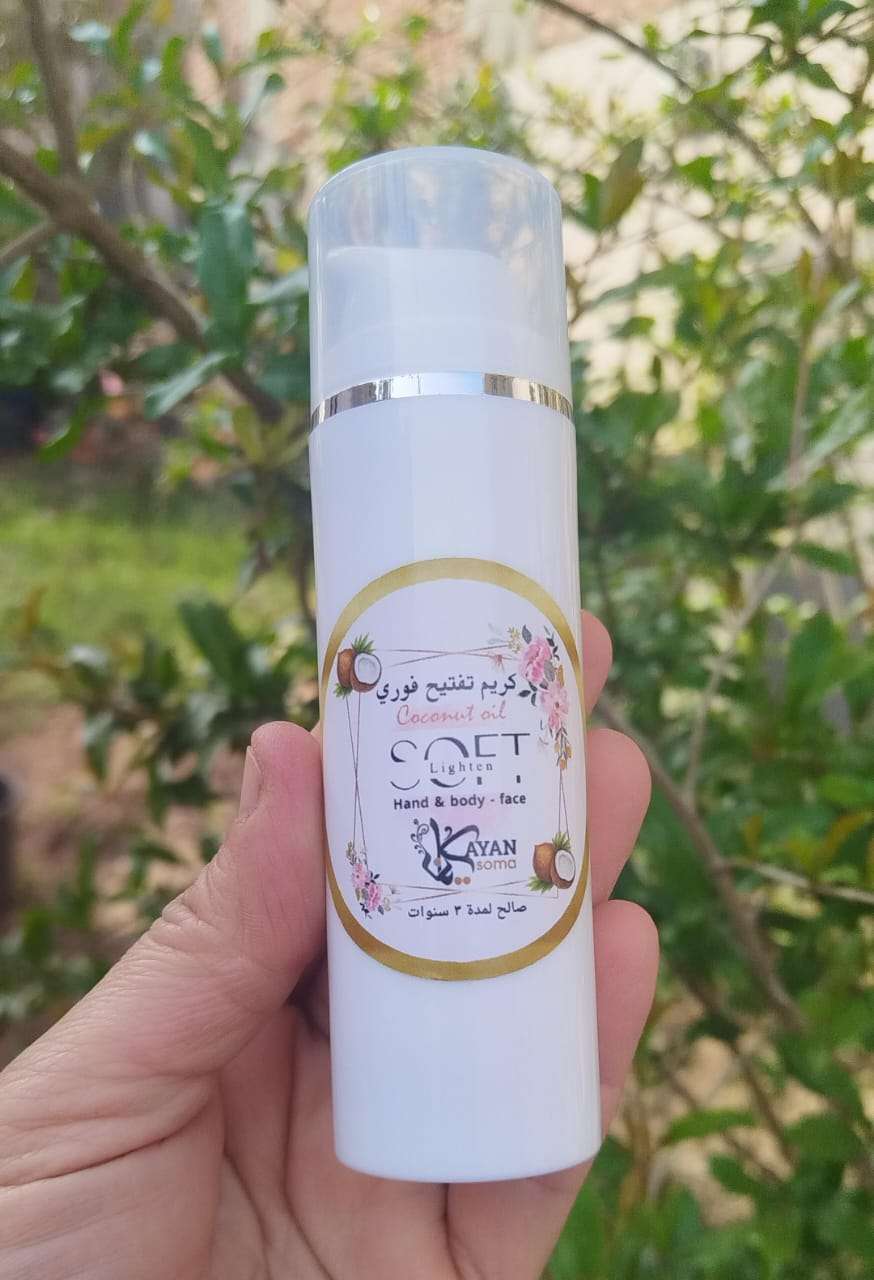 كريم تفتيح فوري
Coconut oil
SOFT
Lighten
Hand & body - face
KAYAN
soma
صالح لمدة ٣ سنوات